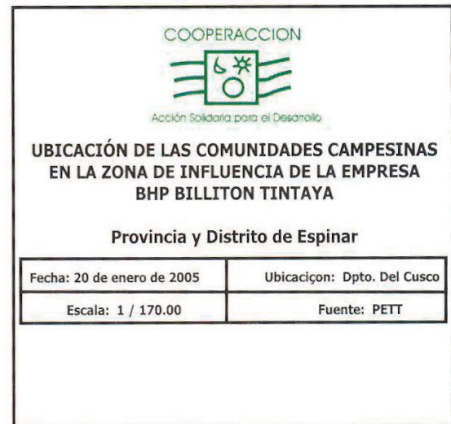 COOPERACCION
Acción Solidaria para el Desarrollo
UBICACIÓN DE LAS COMUNIDADES CAMPESINAS
EN LA ZONA DE INFLUENCIA DE LA EMPRESA
BHP BILLITON TINTAYA
Provincia y Distrito de Espinar
Fecha: 20 de enero de 2005
Ubicaciçon: Dpto. Del Cusco
Escala: 1 / 170.00
Fuente: PETT